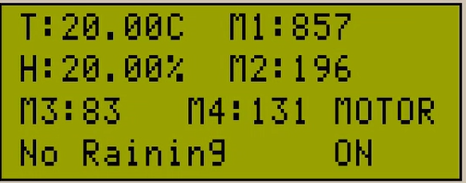 T:20.00C M1:857
H:20.00% M2:196
M3:83 M4:131 MOTOR
No Raining ON